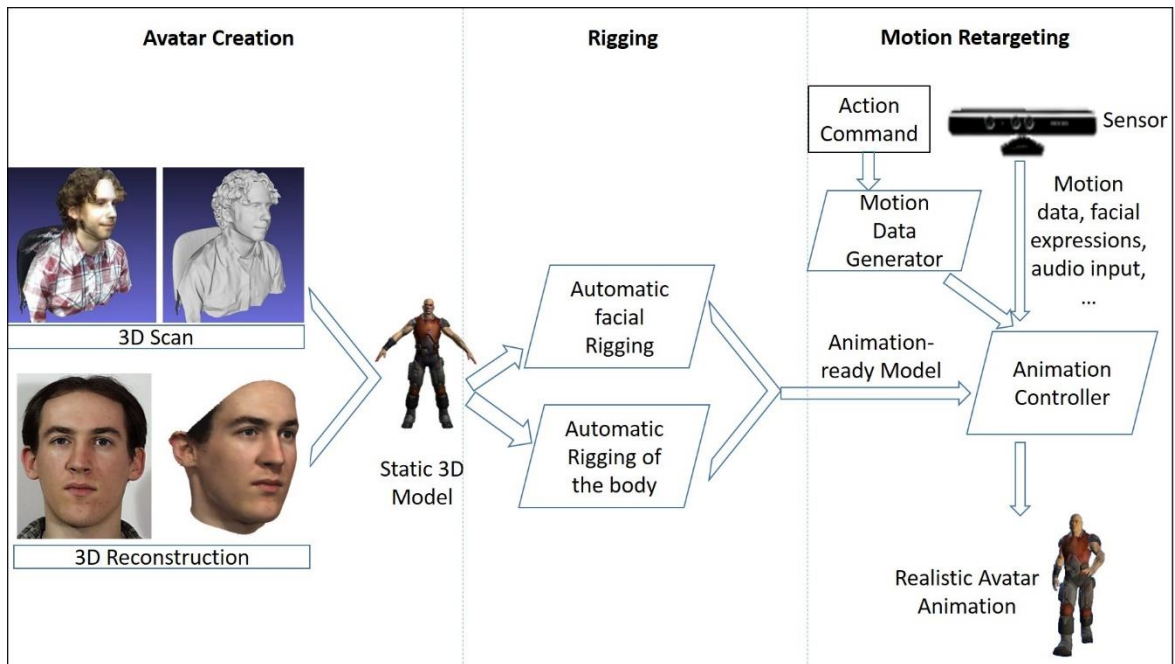 Avatar Creation
Rigging
Motion Retargeting
3D Scan
3D Reconstruction
Static 3D
Model
Automatic
facial
Rigging
Automatic
Rigging of
the body
Animation-
ready Model
Action
Command
Sensor
Motion
Data
Generator
Motion
data, facial
expressions,
audio input,
...
Animation
Controller
Realistic Avatar
Animation